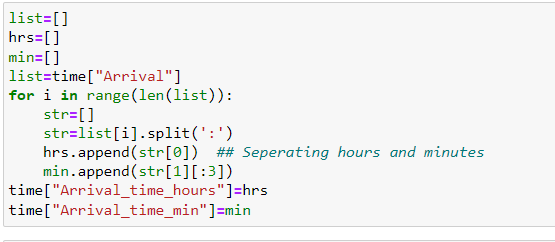 list=[]
hrs=[]
min=[]
list=time["Arrival"]
for i in range(len(list)):
    str=[]
    str=list[i].split(':')
    hrs.append(str[0])  ## Seperating hours and minutes
    min.append(str[1][:3])
time["Arrival_time_hours"]=hrs
time["Arrival_time_min"]=min